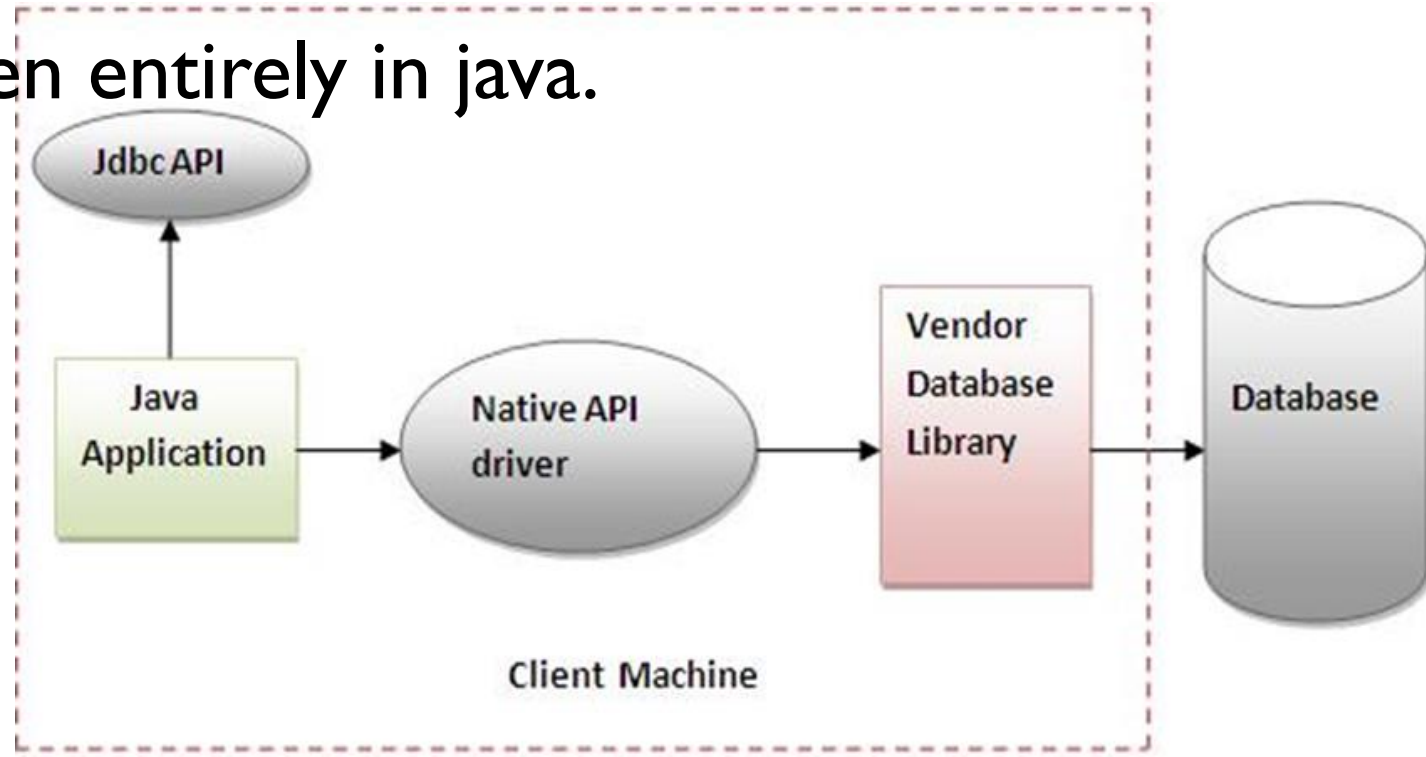 en entirely in java.
Jdbc API
Java
Application
Native API
driver
Vendor
Database
Library
Database
Client Machine